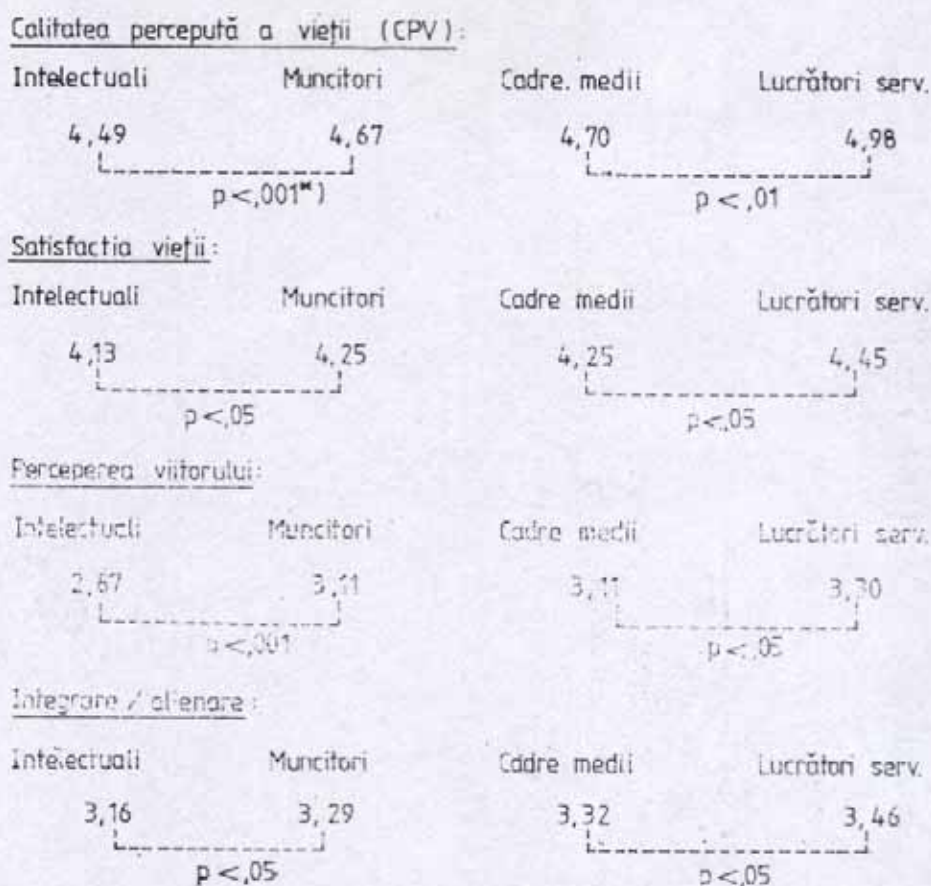 Calitatea percepută a vieții (CPV):
Intelectuali Muncitori Cadre. medii Lucrători serv.
4,49 4,67 4,70 4,98
p <,001*) p < ,01
Satisfactia vieții:
Intelectuali Muncitori Cadre medii Lucrători serv.
4,13 4,25 4,25 4,45
p <,05 p <,05
Perceperea viitorului:
Intelectuali Muncitori Cadre medii Lucrători serv.
2,67 3,11 3,11
p <,001 p < ,05
Integrare / alienare:
Intelectuali Muncitori Cadre medii Lucrători serv.
3,16 3,29 3,32 3,46
p <,05 p <,05